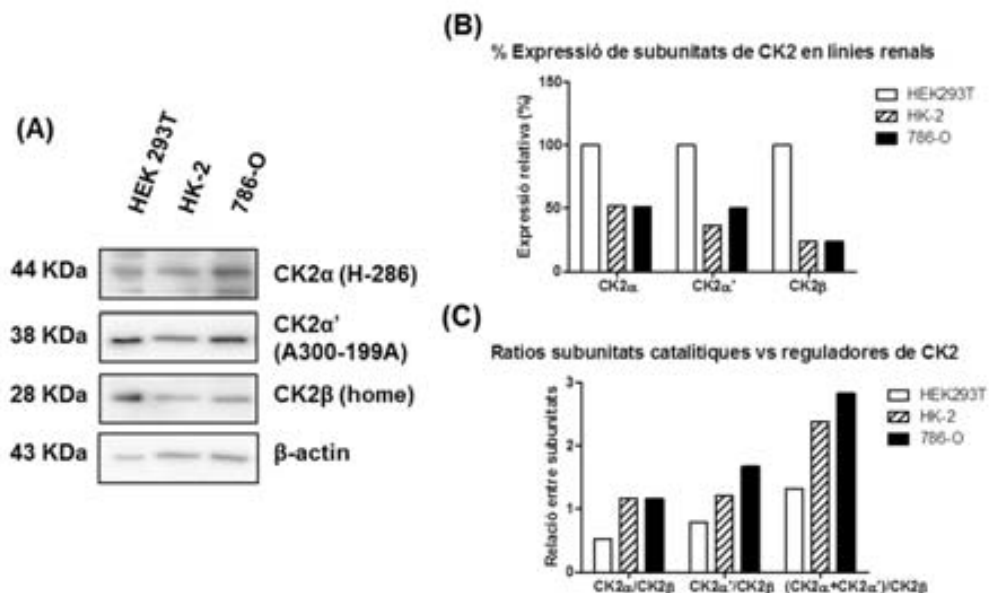 (A)
HEK 293T
HK-2
786-O
44 KDa
CK2α (H-286)
38 KDa
CK2α'
(A300-199A)
28 KDa
CK2β (home)
43 KDa
β-actin
(B)
% Expressió de subunitats de CK2 en línies renals
Expressió relativa (%)
150
100
50
0
CK2α
CK2α'
CK2β
HEK293T
HK-2
786-O
(C)
Ratios subunitats catalítiques vs reguladores de CK2
Relació entre subunitats
3
2
1
0
CK2α/CK2β
CK2α'/CK2β
(CK2α+CK2α')/CK2β
HEK293T
HK-2
786-O